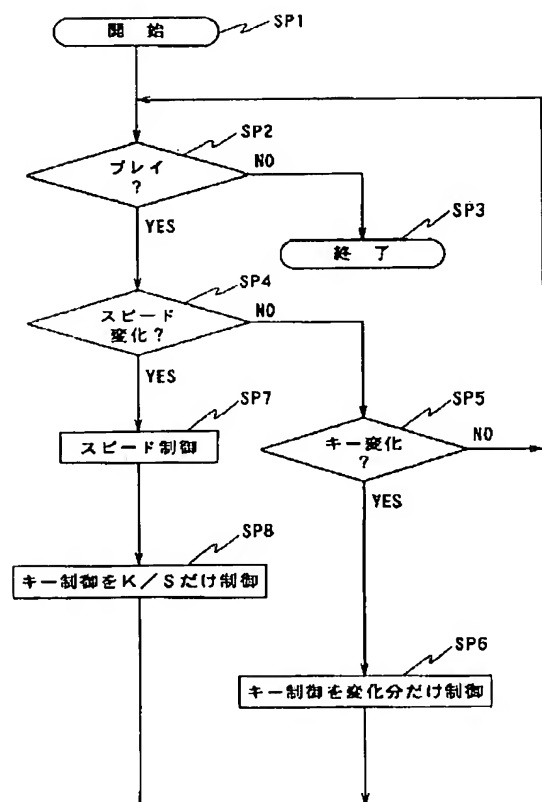 開 始
SP1
SP2
プレイ
?
NO
YES
SP3
終 了
SP4
スピード
変化?
NO
YES
SP7
スピード制御
SP5
キー変化
?
NO
YES
SP8
キー制御をK/Sだけ制御
SP6
キー制御を変化分だけ制御